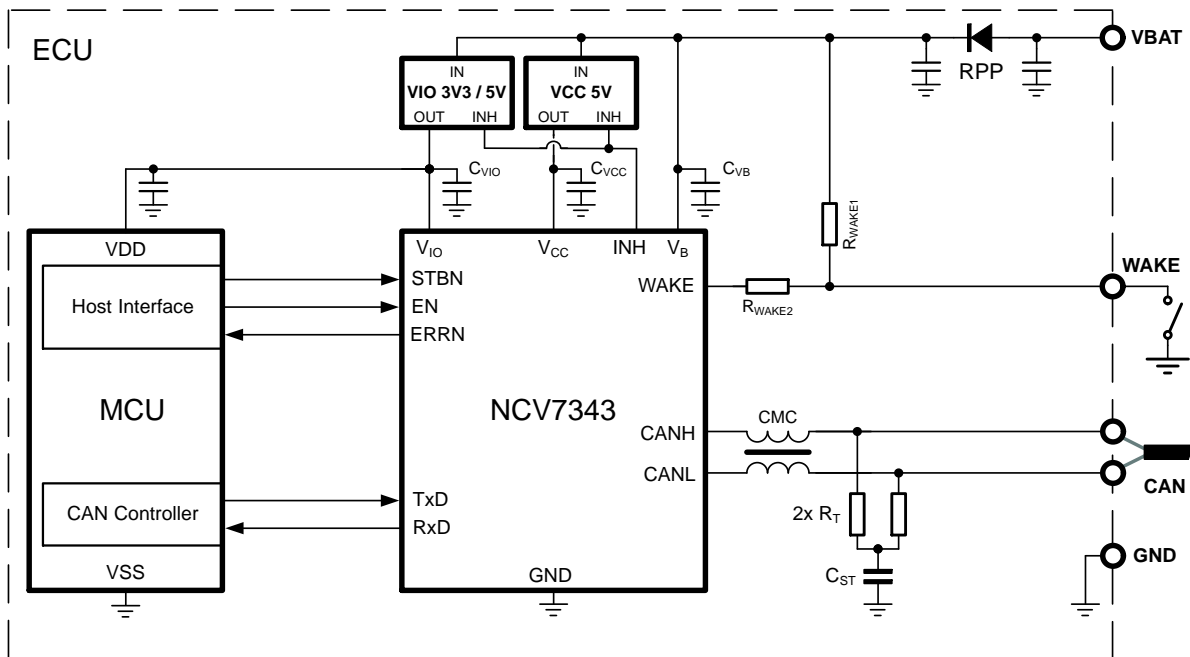 ECU
VBAT
RPP
IN
VIO 3V3 / 5V
OUT INH
IN
VCC 5V
OUT INH
CVIO
CVCC
CVB
RWAKE1
VDD
VIO
VCC
INH
VB
Host Interface
STBN
EN
ERRN
WAKE
RWAKE2
WAKE
MCU
NCV7343
CANH
CANL
CMC
CAN
CAN Controller
TxD
RxD
2x RT
CST
VSS
GND
GND